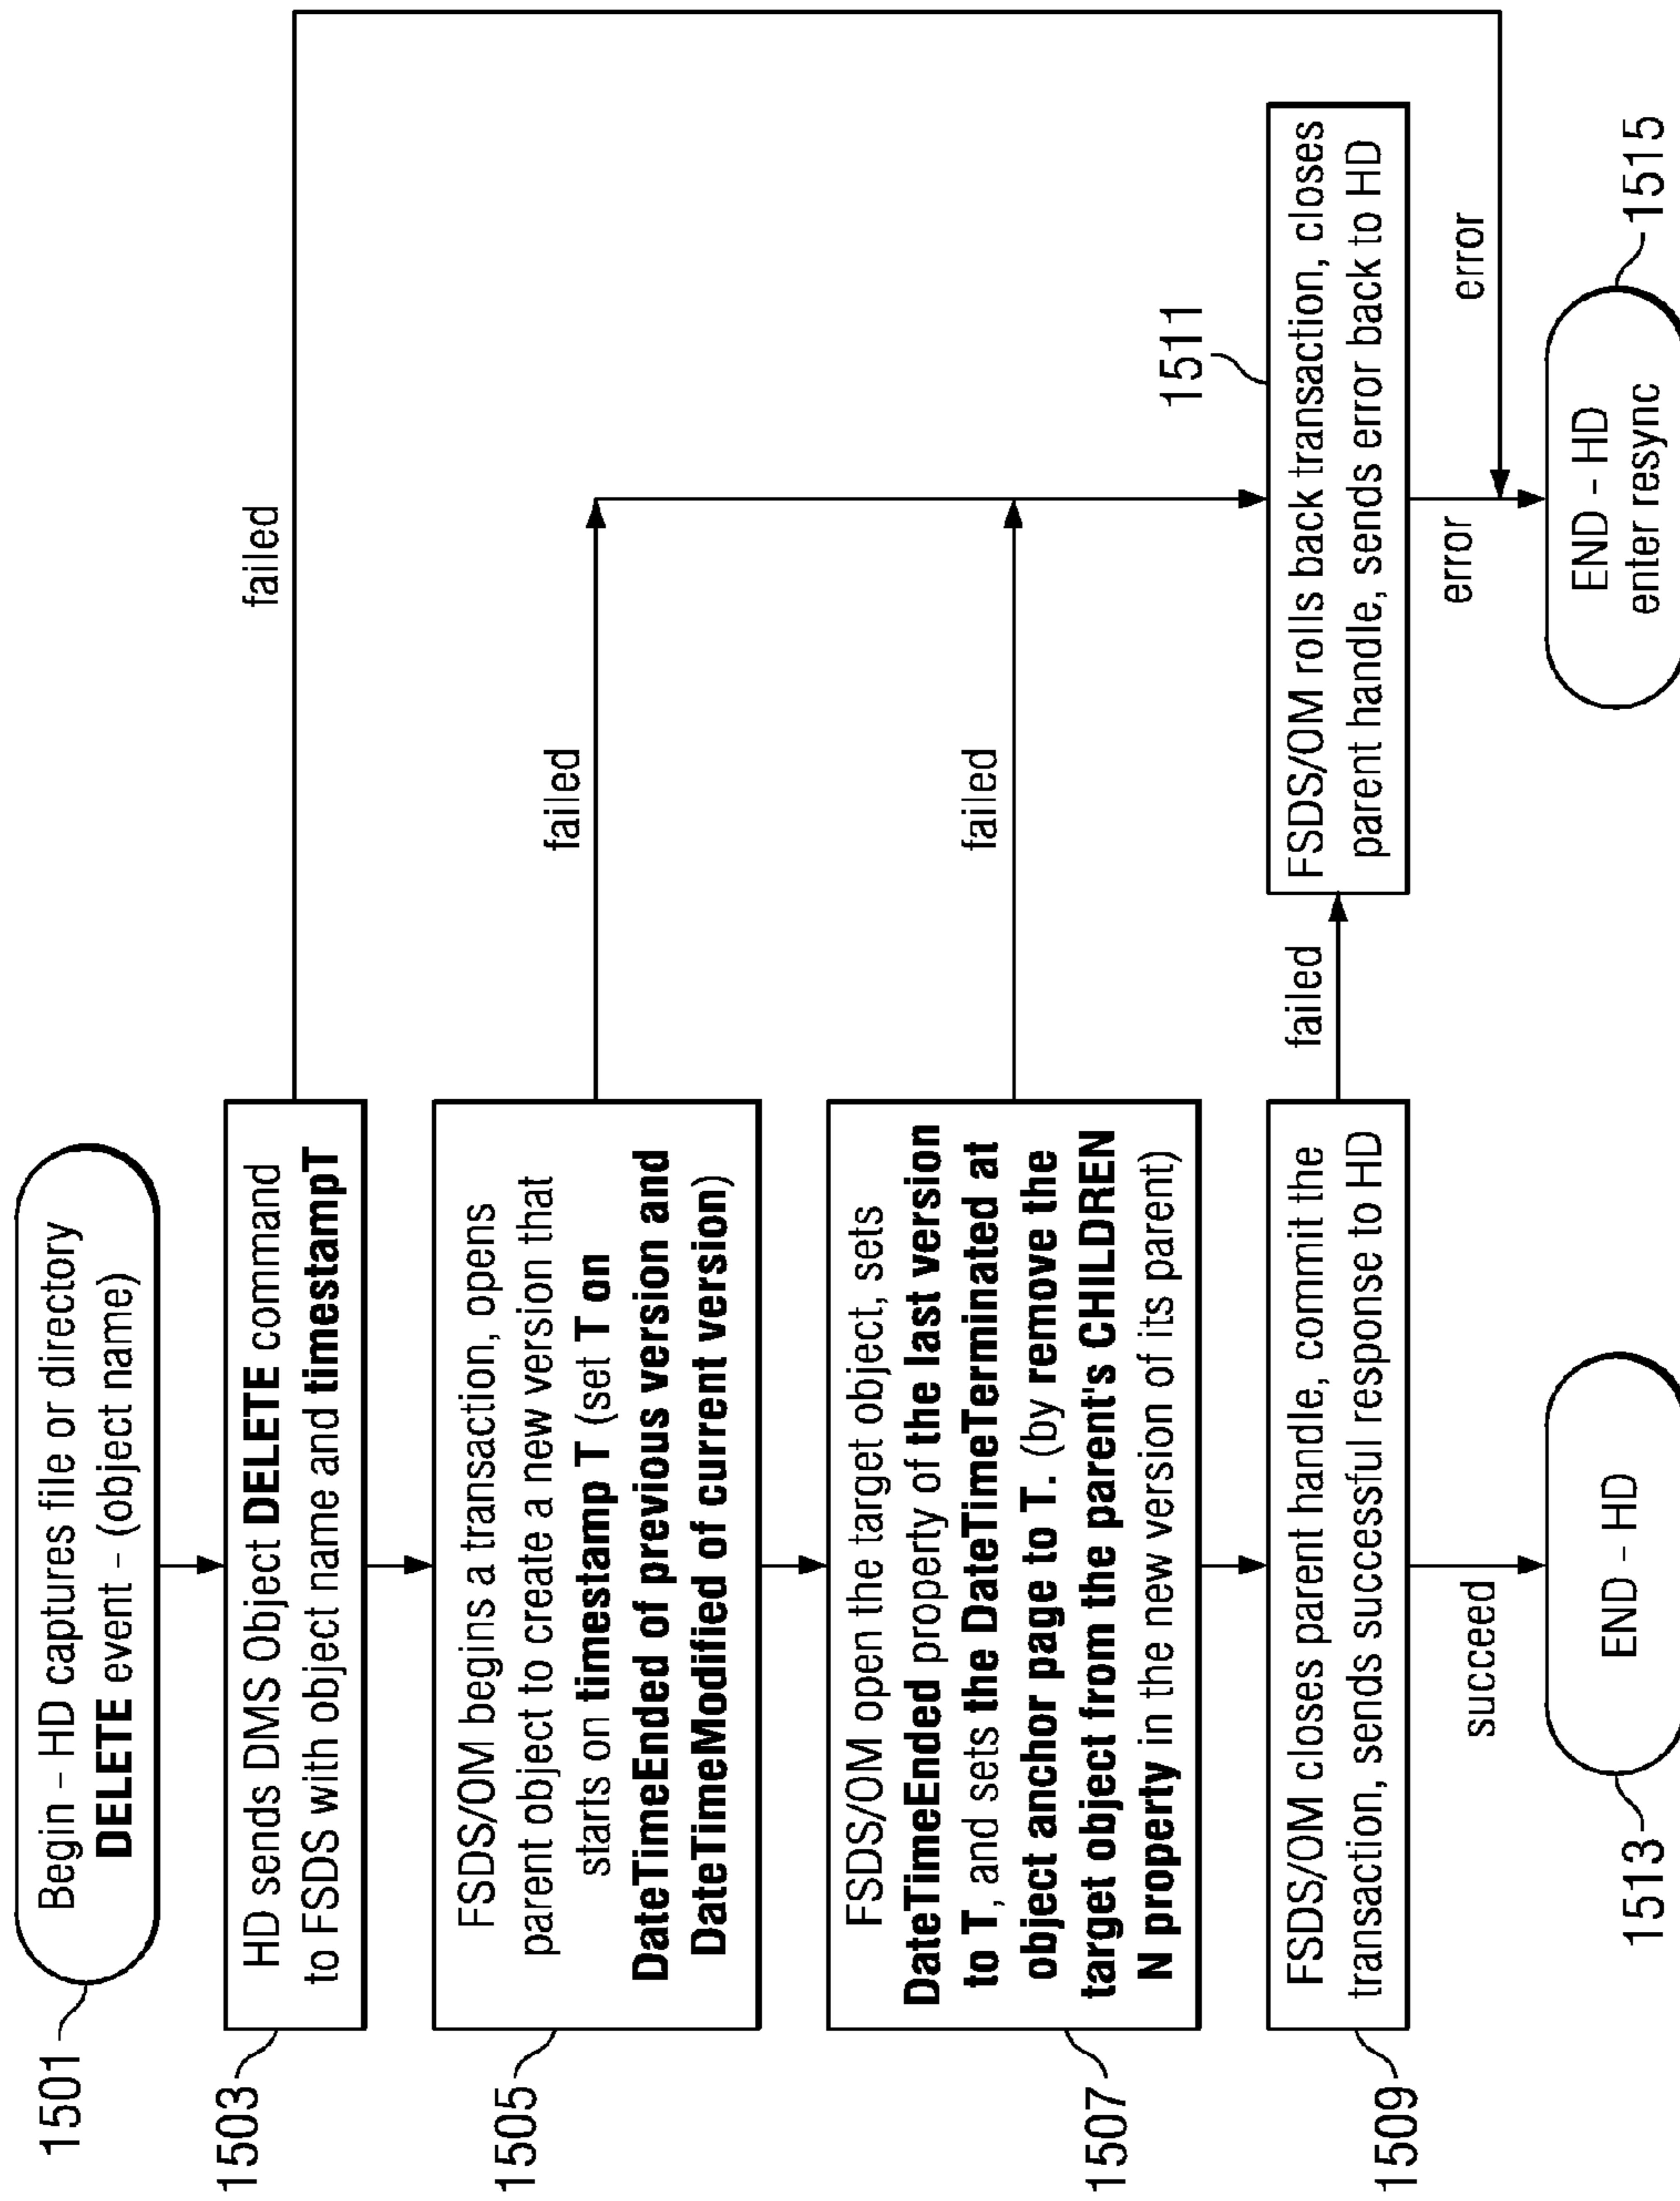 1501
Begin - HD captures file or directory
DELETE event - (object name)
1503
HD sends DMS Object DELETE command
to FSDS with object name and timestampT
failed
1505
FSDS/OM begins a transaction, opens
parent object to create a new version that
starts on timestamp T (set T on
DateTimeEnded of previous version and
DateTimeModified of current version)
failed
1507
FSDS/OM open the target object, sets
DateTimeEnded property of the last version
to T, and sets the DateTimeTerminated at
object anchor page to T. (by remove the
target object from the parent's CHILDREN
N property in the new version of its parent)
failed
1509
FSDS/OM closes parent handle, commit the
transaction, sends successful response to HD
failed
1511
FSDS/OM rolls back transaction, closes
parent handle, sends error back to HD
succeed
error
error
1513
END - HD
END - HD
enter resync
1515